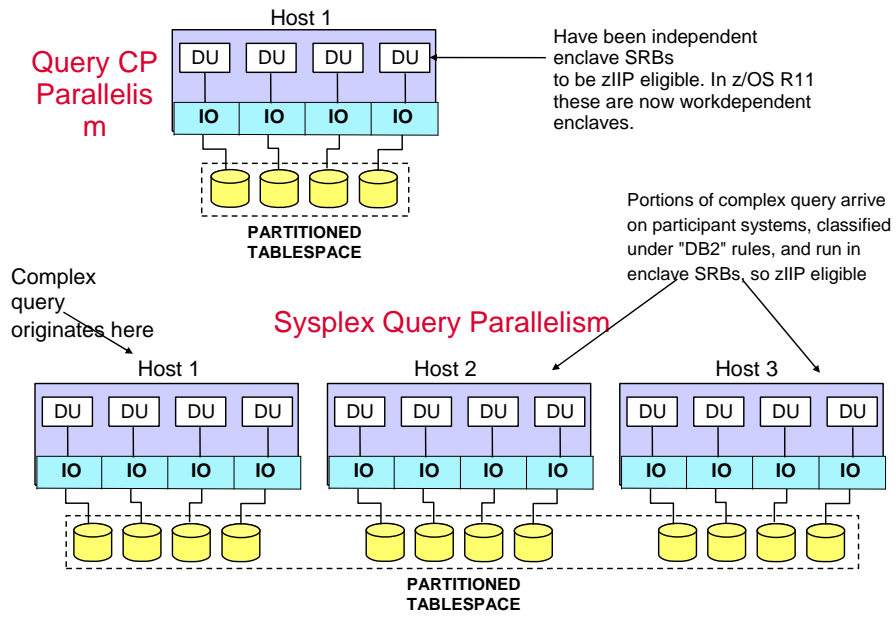 Host 1
DU DU DU DU
IO IO IO IO
Query CP
Parallelis
m
Have been independent
enclave SRBs
to be zIIP eligible. In z/OS R11
these are now workdependent
enclaves.
PARTITIONED
TABLESPACE
Portions of complex query arrive
on participant systems, classified
under "DB2" rules, and run in
enclave SRBs, so zIIP eligible
Complex
query
originates here
Sysplex Query Parallelism
Host 1
DU DU DU DU
IO IO IO IO
Host 2
DU DU DU DU
IO IO IO IO
Host 3
DU DU DU DU
IO IO IO IO
PARTITIONED
TABLESPACE